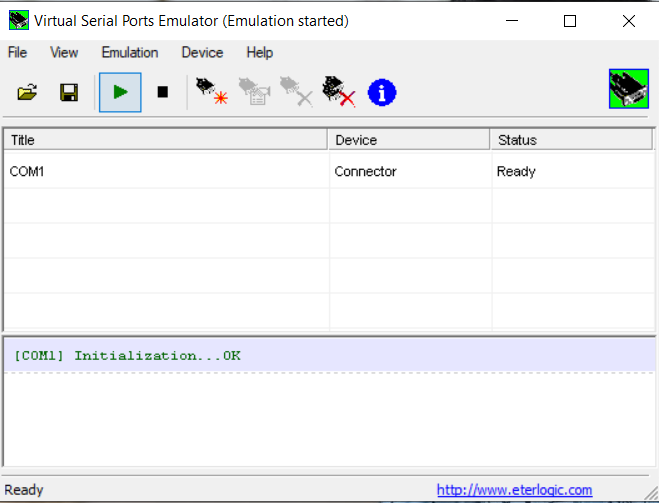 Virtual Serial Ports Emulator (Emulation started)
File View Emulation Device Help
Title Device Status
COM1 Connector Ready
[COM1] Initialization...OK
Ready http://www.eterlogic.com